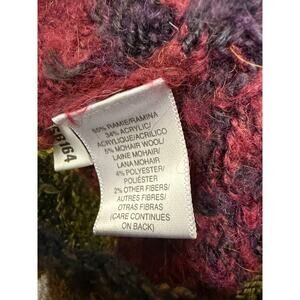 55% RAMIE/RAMINA
34% ACRYLIC/
ACRYLIQUE/ACRILICO
5% MOHAIR WOOL/
LAINE MOHAIR/
LANA MOHAIR
4% POLYESTER/
POLIÉSTER
2% OTHER FIBERS/
AUTRES FIBRES/
OTRAS FIBRAS
(CARE CONTINUES
ON BACK)